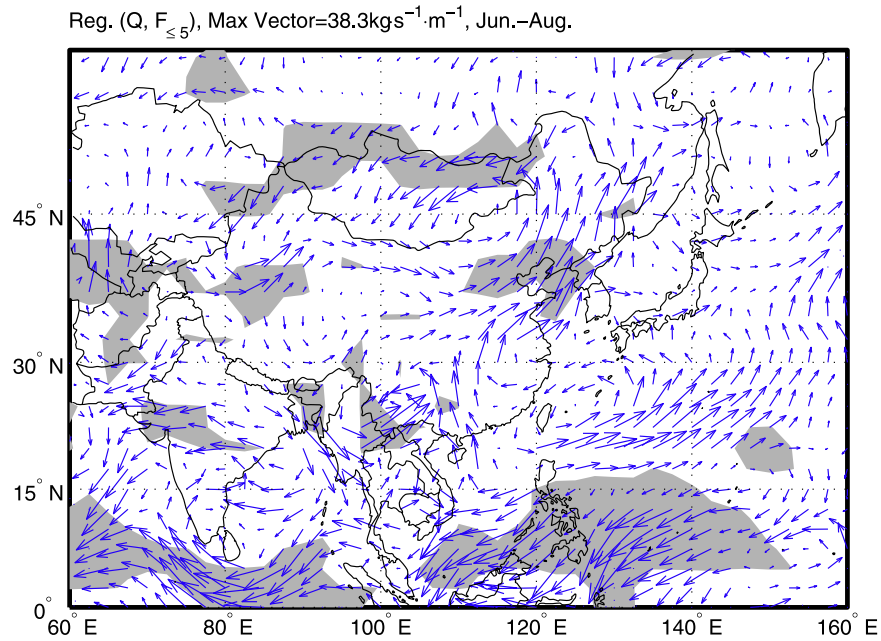 Reg. (Q, F≤5), Max Vector=38.3kg·s⁻¹·m⁻¹, Jun.−Aug.
45° N
30° N
15° N
0°
60° E 80° E 100° E 120° E 140° E 160° E